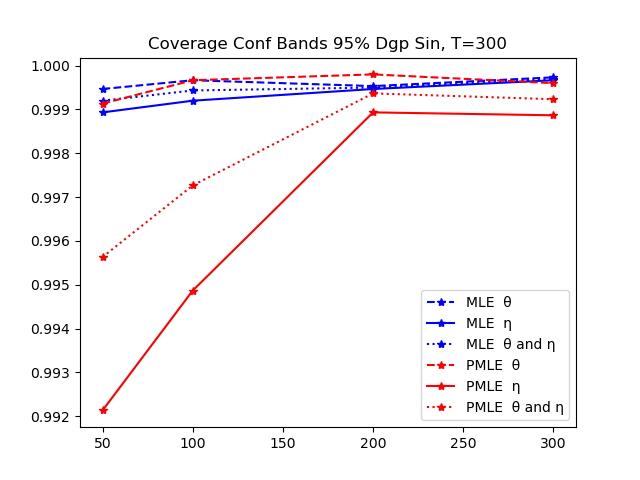 Coverage Conf Bands 95% Dgp Sin, T=300
1.000
0.999
0.998
0.997
0.996
0.995
0.994
0.993
0.992
MLE θ
MLE η
MLE θ and η
PMLE θ
PMLE η
PMLE θ and η
50 100 150 200 250 300